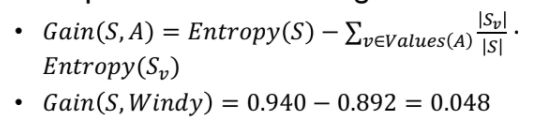 • Gain(S, A) = Entropy(S) − ∑v∈Values(A) |Sv|/|S| ·
Entropy(Sv)
• Gain(S, Windy) = 0.940 − 0.892 = 0.048